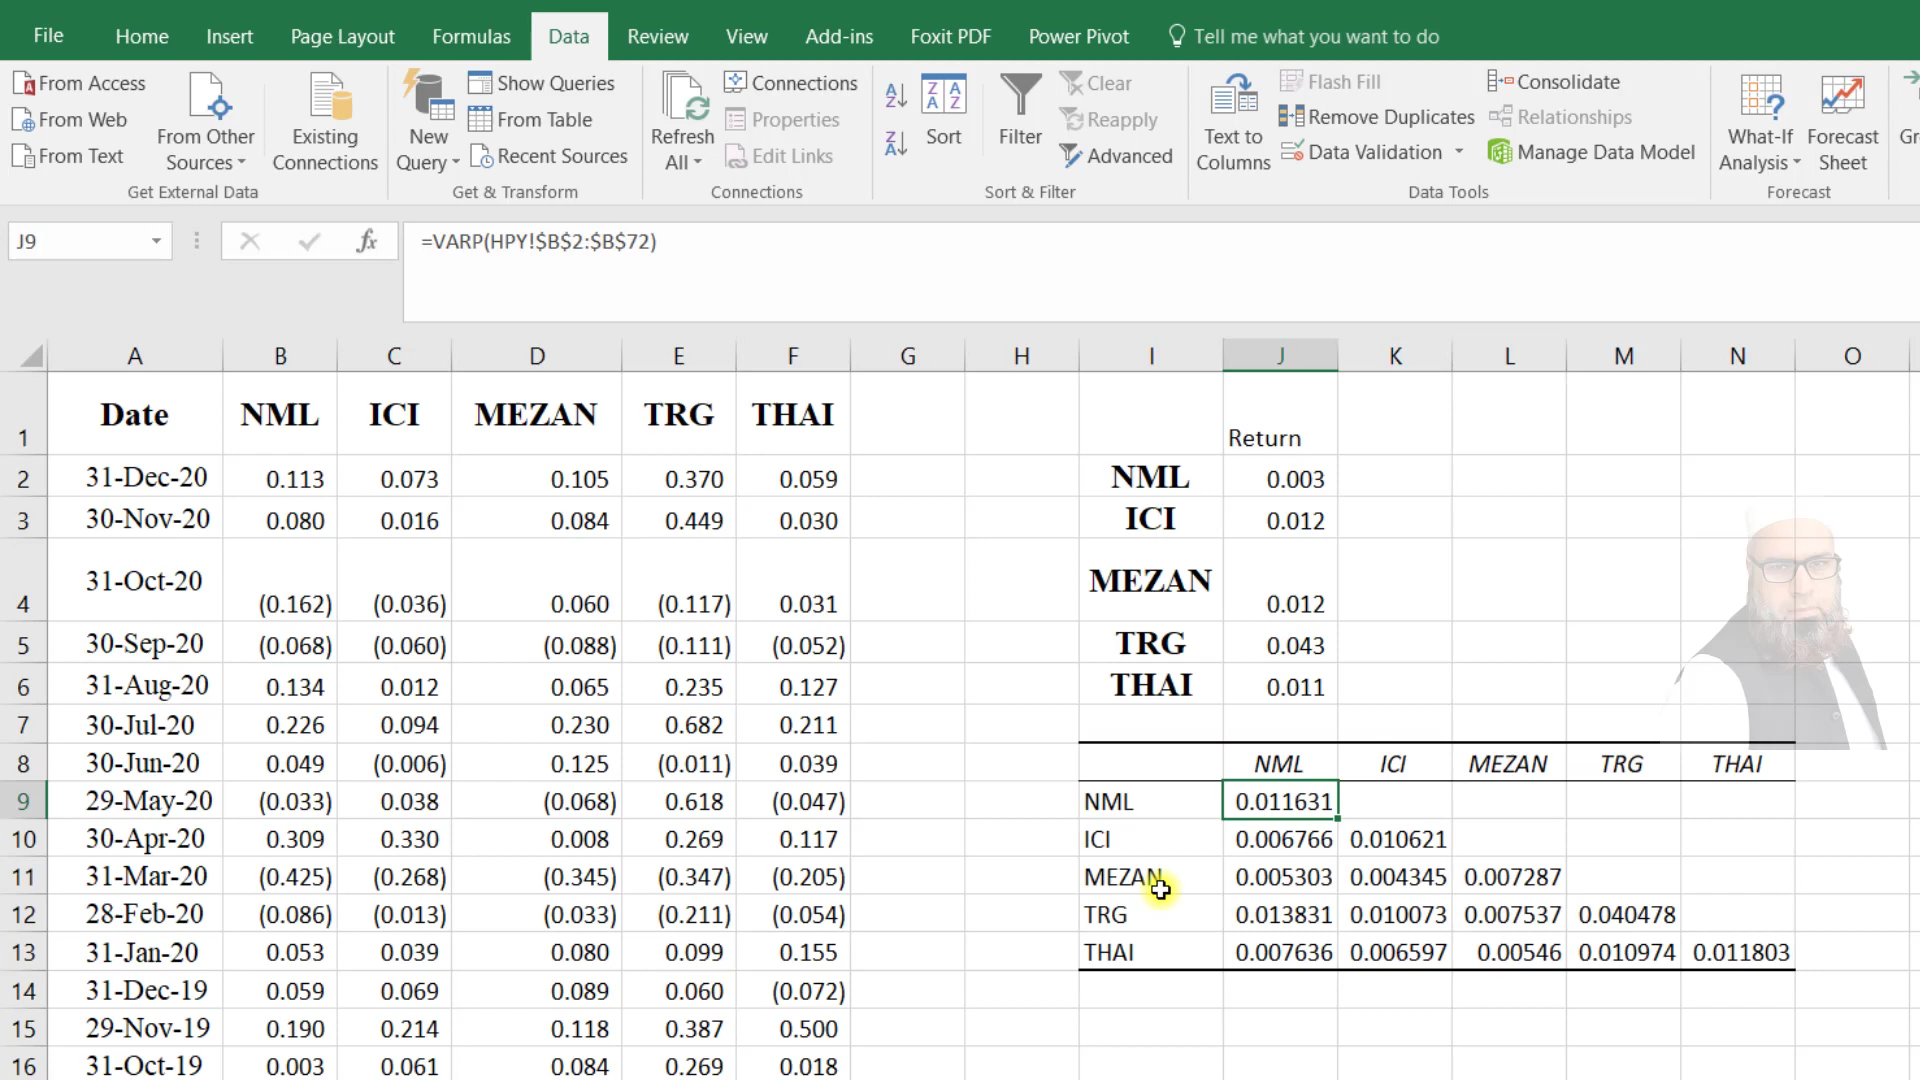 File Home Insert Page Layout Formulas Data Review View Add-ins Foxit PDF Power Pivot Tell me what you want to do
From Access
From Web
From Text
From Other Sources
Existing Connections
Get External Data
New Query
Show Queries
From Table
Recent Sources
Get & Transform
Refresh All
Connections
Properties
Edit Links
Connections
Sort
Filter
Clear
Reapply
Advanced
Sort & Filter
Text to Columns
Flash Fill
Remove Duplicates
Data Validation
Consolidate
Relationships
Manage Data Model
Data Tools
What-If Analysis
Forecast Sheet
Forecast
J9 fx =VARP(HPY!$B$2:$B$72)
A B C D E F G H I J K L M N O
1 Date NML ICI MEZAN TRG THAI Return
2 31-Dec-20 0.113 0.073 0.105 0.370 0.059 NML 0.003
3 30-Nov-20 0.080 0.016 0.084 0.449 0.030 ICI 0.012
4 31-Oct-20 (0.162) (0.036) 0.060 (0.117) 0.031 MEZAN 0.012
5 30-Sep-20 (0.068) (0.060) (0.088) (0.111) (0.052) TRG 0.043
6 31-Aug-20 0.134 0.012 0.065 0.235 0.127 THAI 0.011
7 30-Jul-20 0.226 0.094 0.230 0.682 0.211
8 30-Jun-20 0.049 (0.006) 0.125 (0.011) 0.039 NML ICI MEZAN TRG THAI
9 29-May-20 (0.033) 0.038 (0.068) 0.618 (0.047) NML 0.011631
10 30-Apr-20 0.309 0.330 0.008 0.269 0.117 ICI 0.006766 0.010621
11 31-Mar-20 (0.425) (0.268) (0.345) (0.347) (0.205) MEZAN 0.005303 0.004345 0.007287
12 28-Feb-20 (0.086) (0.013) (0.033) (0.211) (0.054) TRG 0.013831 0.010073 0.007537 0.040478
13 31-Jan-20 0.053 0.039 0.080 0.099 0.155 THAI 0.007636 0.006597 0.00546 0.010974 0.011803
14 31-Dec-19 0.059 0.069 0.089 0.060 (0.072)
15 29-Nov-19 0.190 0.214 0.118 0.387 0.500
16 31-Oct-19 0.003 0.061 0.084 0.269 0.018